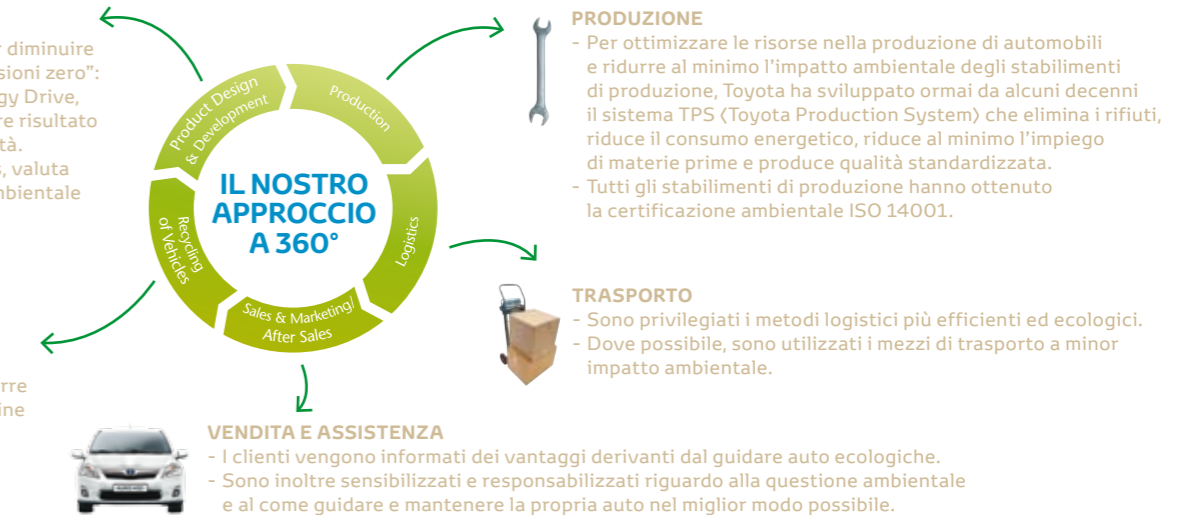 r diminuire
sioni zero”:
gy Drive,
re risultato
tà.
s, valuta
mbientale
rre
ine
Product Design
& Development
Production
Logistics
Sales & Marketing/
After Sales
Recycling
of Vehicles
IL NOSTRO
APPROCCIO
A 360°
PRODUZIONE
- Per ottimizzare le risorse nella produzione di automobili
e ridurre al minimo l’impatto ambientale degli stabilimenti
di produzione, Toyota ha sviluppato ormai da alcuni decenni
il sistema TPS (Toyota Production System) che elimina i rifiuti,
riduce il consumo energetico, riduce al minimo l’impiego
di materie prime e produce qualità standardizzata.
- Tutti gli stabilimenti di produzione hanno ottenuto
la certificazione ambientale ISO 14001.
TRASPORTO
- Sono privilegiati i metodi logistici più efficienti ed ecologici.
- Dove possibile, sono utilizzati i mezzi di trasporto a minor
impatto ambientale.
VENDITA E ASSISTENZA
- I clienti vengono informati dei vantaggi derivanti dal guidare auto ecologiche.
- Sono inoltre sensibilizzati e responsabilizzati riguardo alla questione ambientale
e al come guidare e mantenere la propria auto nel miglior modo possibile.